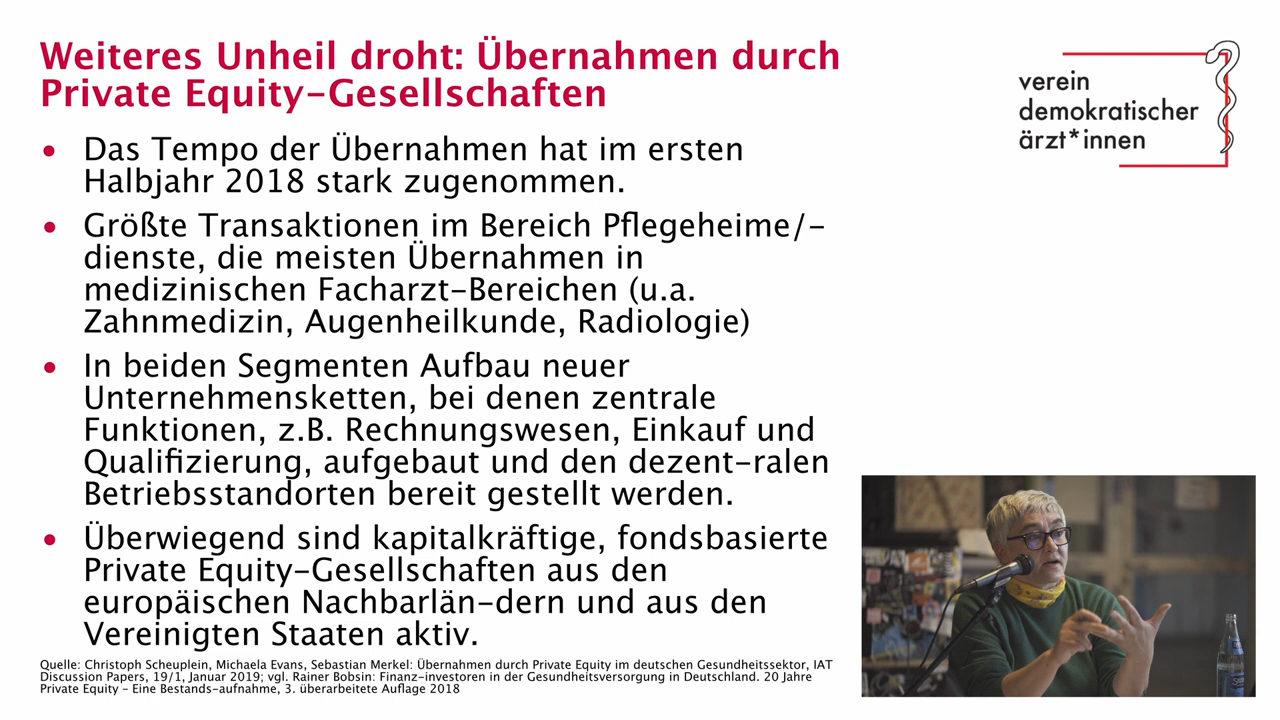 Weiteres Unheil droht: Übernahmen durch
Private Equity-Gesellschaften
verein
demokratischer
ärzt*innen
• Das Tempo der Übernahmen hat im ersten
Halbjahr 2018 stark zugenommen.
• Größte Transaktionen im Bereich Pflegeheime/-
dienste, die meisten Übernahmen in
medizinischen Facharzt-Bereichen (u.a.
Zahnmedizin, Augenheilkunde, Radiologie)
• In beiden Segmenten Aufbau neuer
Unternehmensketten, bei denen zentrale
Funktionen, z.B. Rechnungswesen, Einkauf und
Qualifizierung, aufgebaut und den dezent-ralen
Betriebsstandorten bereit gestellt werden.
• Überwiegend sind kapitalkräftige, fondsbasierte
Private Equity-Gesellschaften aus den
europäischen Nachbarlän-dern und aus den
Vereinigten Staaten aktiv.
Quelle: Christoph Scheuplein, Michaela Evans, Sebastian Merkel: Übernahmen durch Private Equity im deutschen Gesundheitssektor, IAT
Discussion Papers, 19/1, Januar 2019; vgl. Rainer Bobsin: Finanz-investoren in der Gesundheitsversorgung in Deutschland. 20 Jahre
Private Equity - Eine Bestands-aufnahme, 3. überarbeitete Auflage 2018